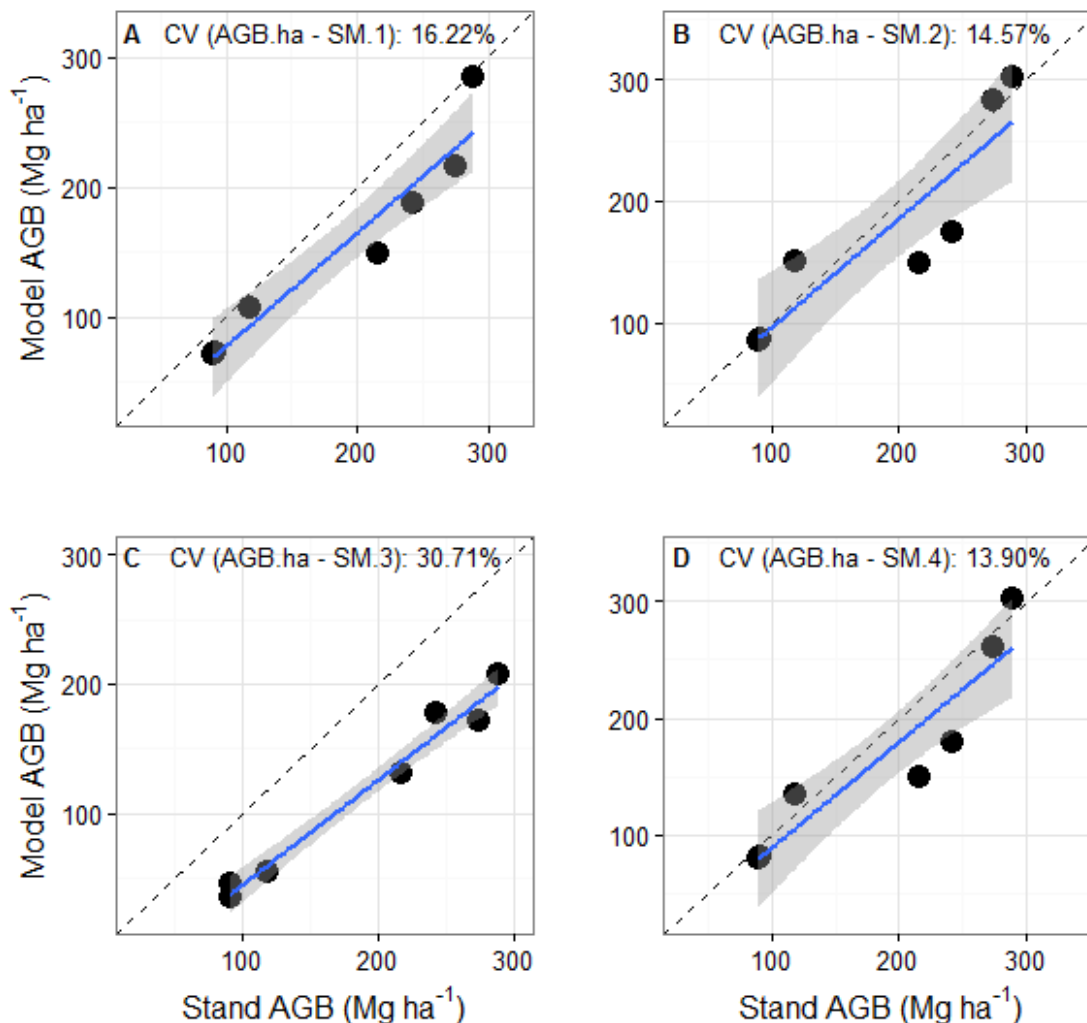 A CV (AGB.ha - SM.1): 16.22%
300
200
100
100 200 300
Model AGB (Mg ha⁻¹)
B CV (AGB.ha - SM.2): 14.57%
300
200
100
100 200 300
C CV (AGB.ha - SM.3): 30.71%
300
200
100
100 200 300
Model AGB (Mg ha⁻¹)
Stand AGB (Mg ha⁻¹)
D CV (AGB.ha - SM.4): 13.90%
300
200
100
100 200 300
Stand AGB (Mg ha⁻¹)